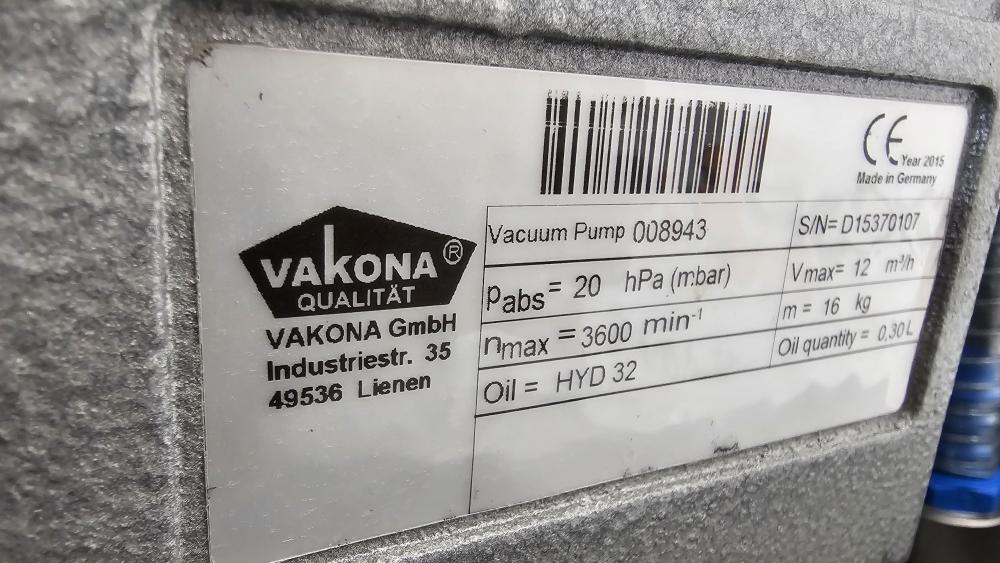 CE Year 2015
Made in Germany
VAKONA ®
QUALITÄT
VAKONA GmbH
Industriestr. 35
49536 Lienen
Vacuum Pump 008943
S/N= D15370107
pabs = 20 hPa (mbar)
Vmax= 12 m³/h
nmax = 3600 min⁻¹
m = 16 kg
Oil = HYD 32
Oil quantity = 0,30 L